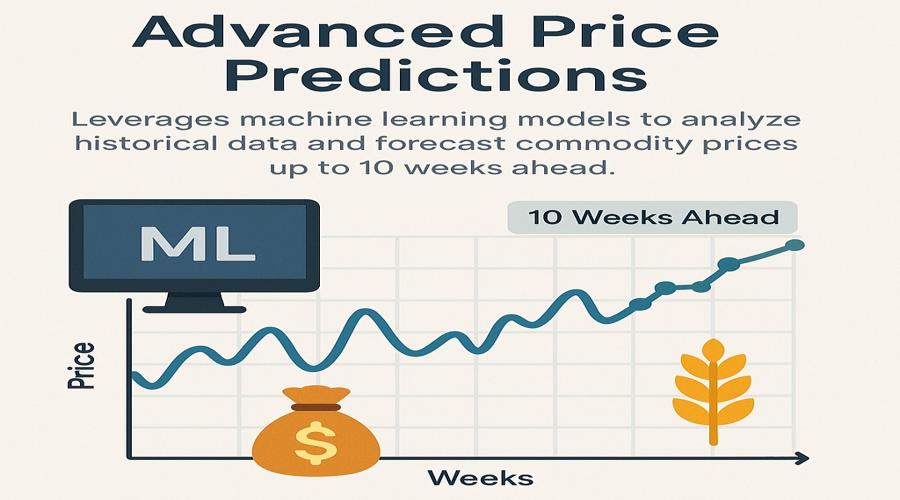 Advanced Price
Predictions
Leverages machine learning models to analyze
historical data and forecast commodity prices
up to 10 weeks ahead.
ML
10 Weeks Ahead
Price
$
Weeks